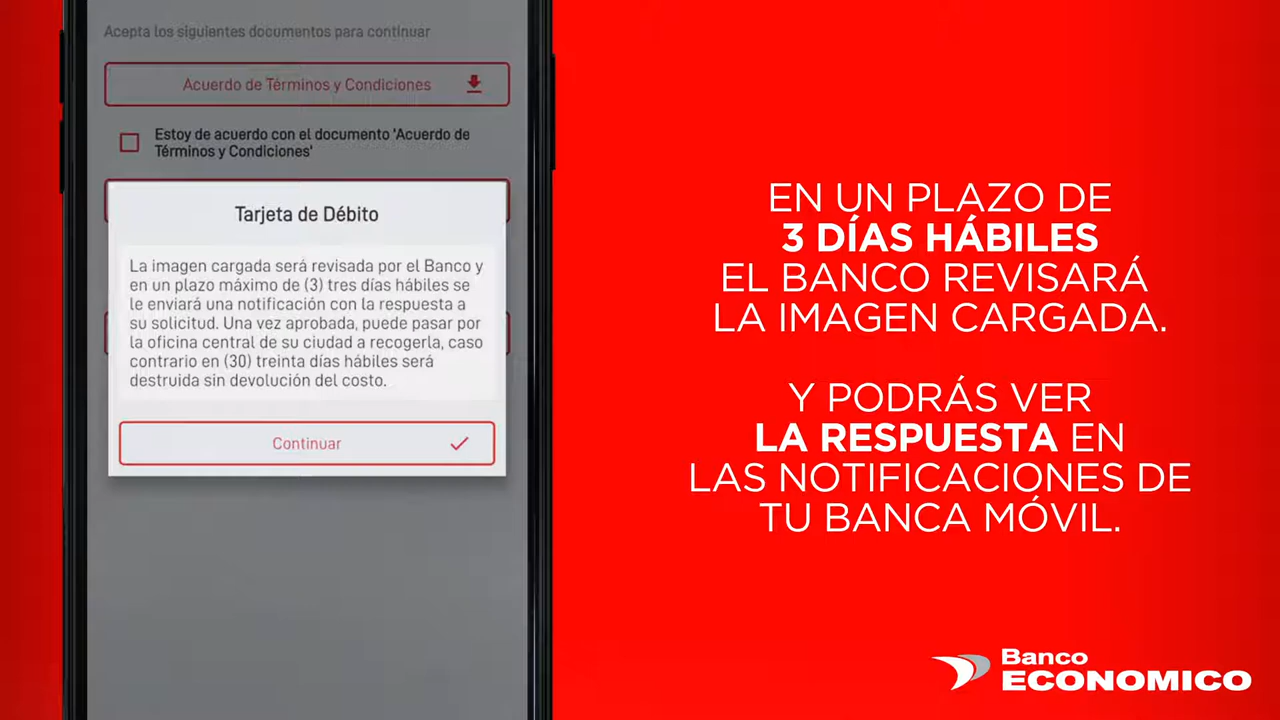 Acepta los siguientes documentos para continuar
Acuerdo de Términos y Condiciones
Estoy de acuerdo con el documento 'Acuerdo de
Términos y Condiciones'
Tarjeta de Débito
La imagen cargada será revisada por el Banco y
en un plazo máximo de (3) tres días hábiles se
le enviará una notificación con la respuesta a
su solicitud. Una vez aprobada, puede pasar por
la oficina central de su ciudad a recogerla, caso
contrario en (30) treinta días hábiles será
destruida sin devolución del costo.
Continuar
EN UN PLAZO DE
3 DÍAS HÁBILES
EL BANCO REVISARÁ
LA IMAGEN CARGADA.
Y PODRÁS VER
LA RESPUESTA EN
LAS NOTIFICACIONES DE
TU BANCA MÓVIL.
Banco
ECONOMICO